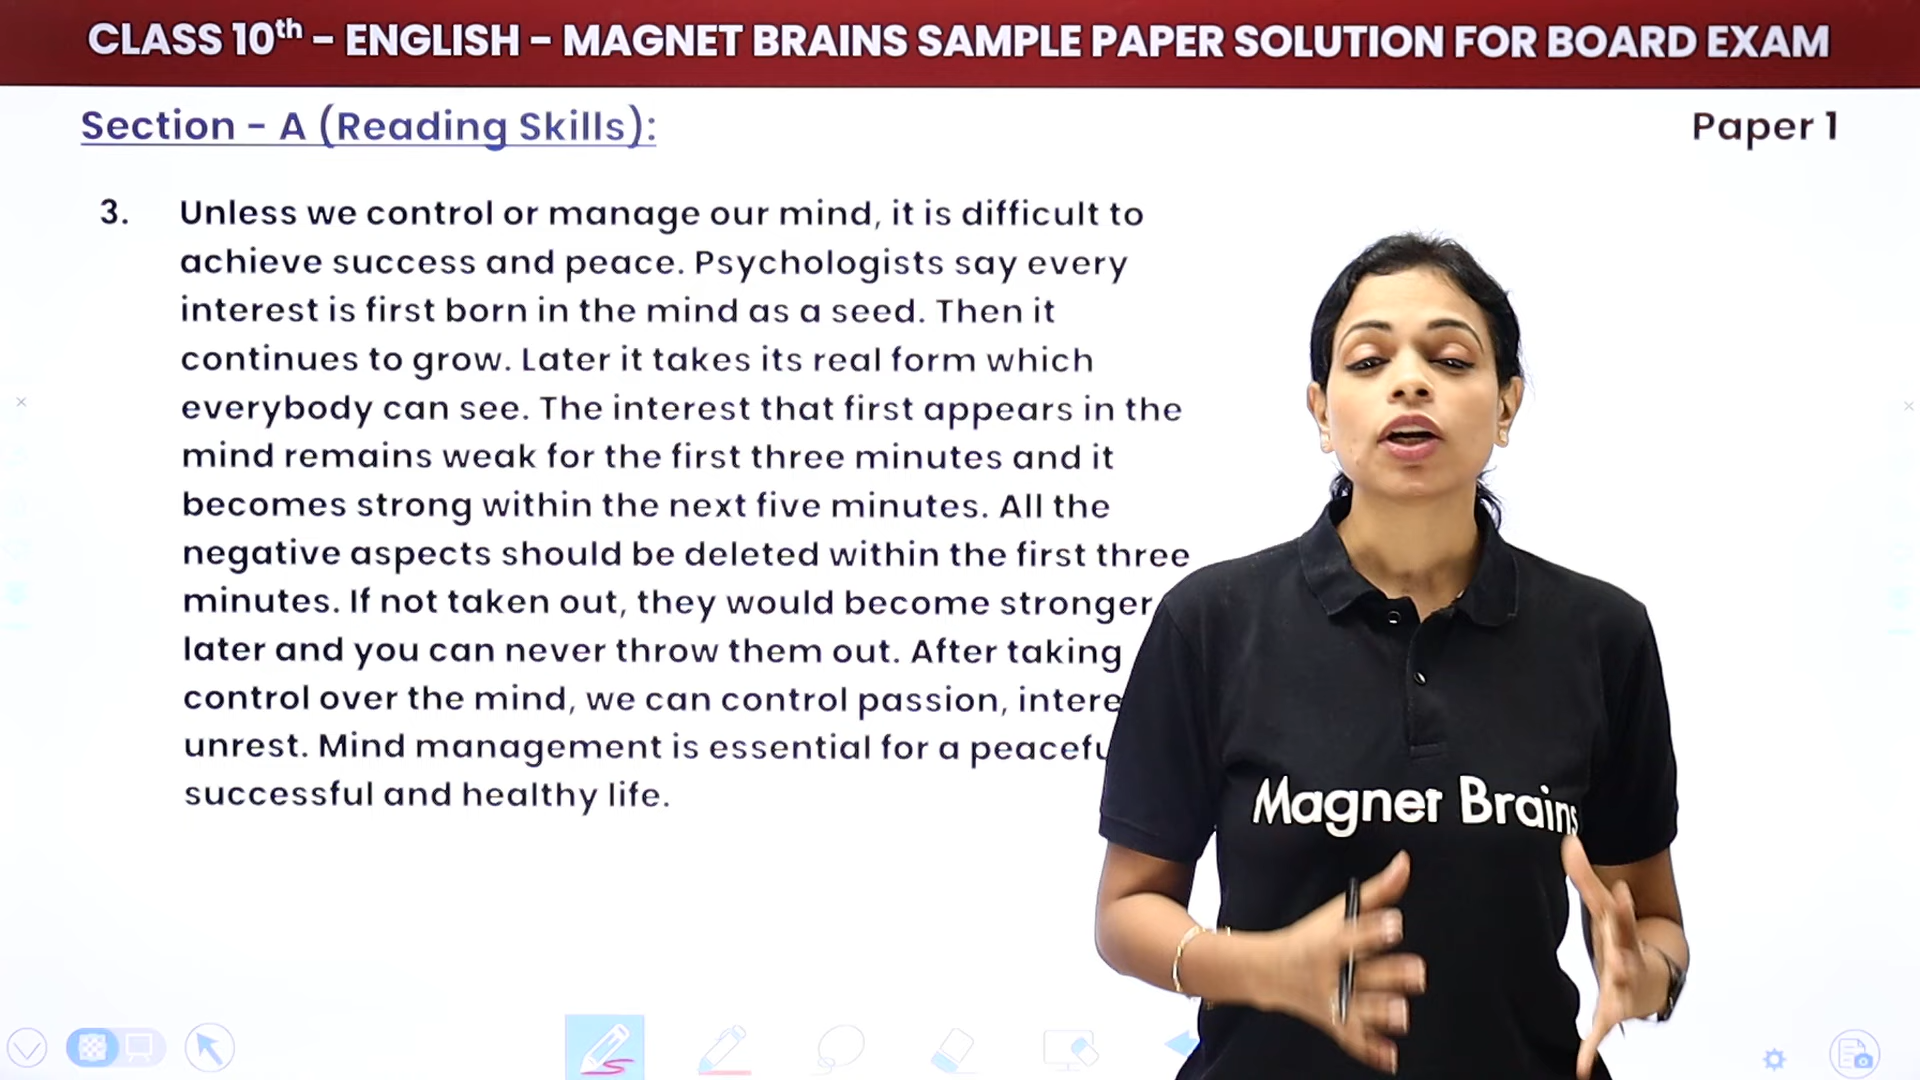 CLASS 10th – ENGLISH – MAGNET BRAINS SAMPLE PAPER SOLUTION FOR BOARD EXAM
Section - A (Reading Skills):
Paper 1
3. Unless we control or manage our mind, it is difficult to
achieve success and peace. Psychologists say every
interest is first born in the mind as a seed. Then it
continues to grow. Later it takes its real form which
everybody can see. The interest that first appears in the
mind remains weak for the first three minutes and it
becomes strong within the next five minutes. All the
negative aspects should be deleted within the first three
minutes. If not taken out, they would become stronger
later and you can never throw them out. After taking
control over the mind, we can control passion,
unrest. Mind management is essential for a
successful and healthy life.
Magnet Brains